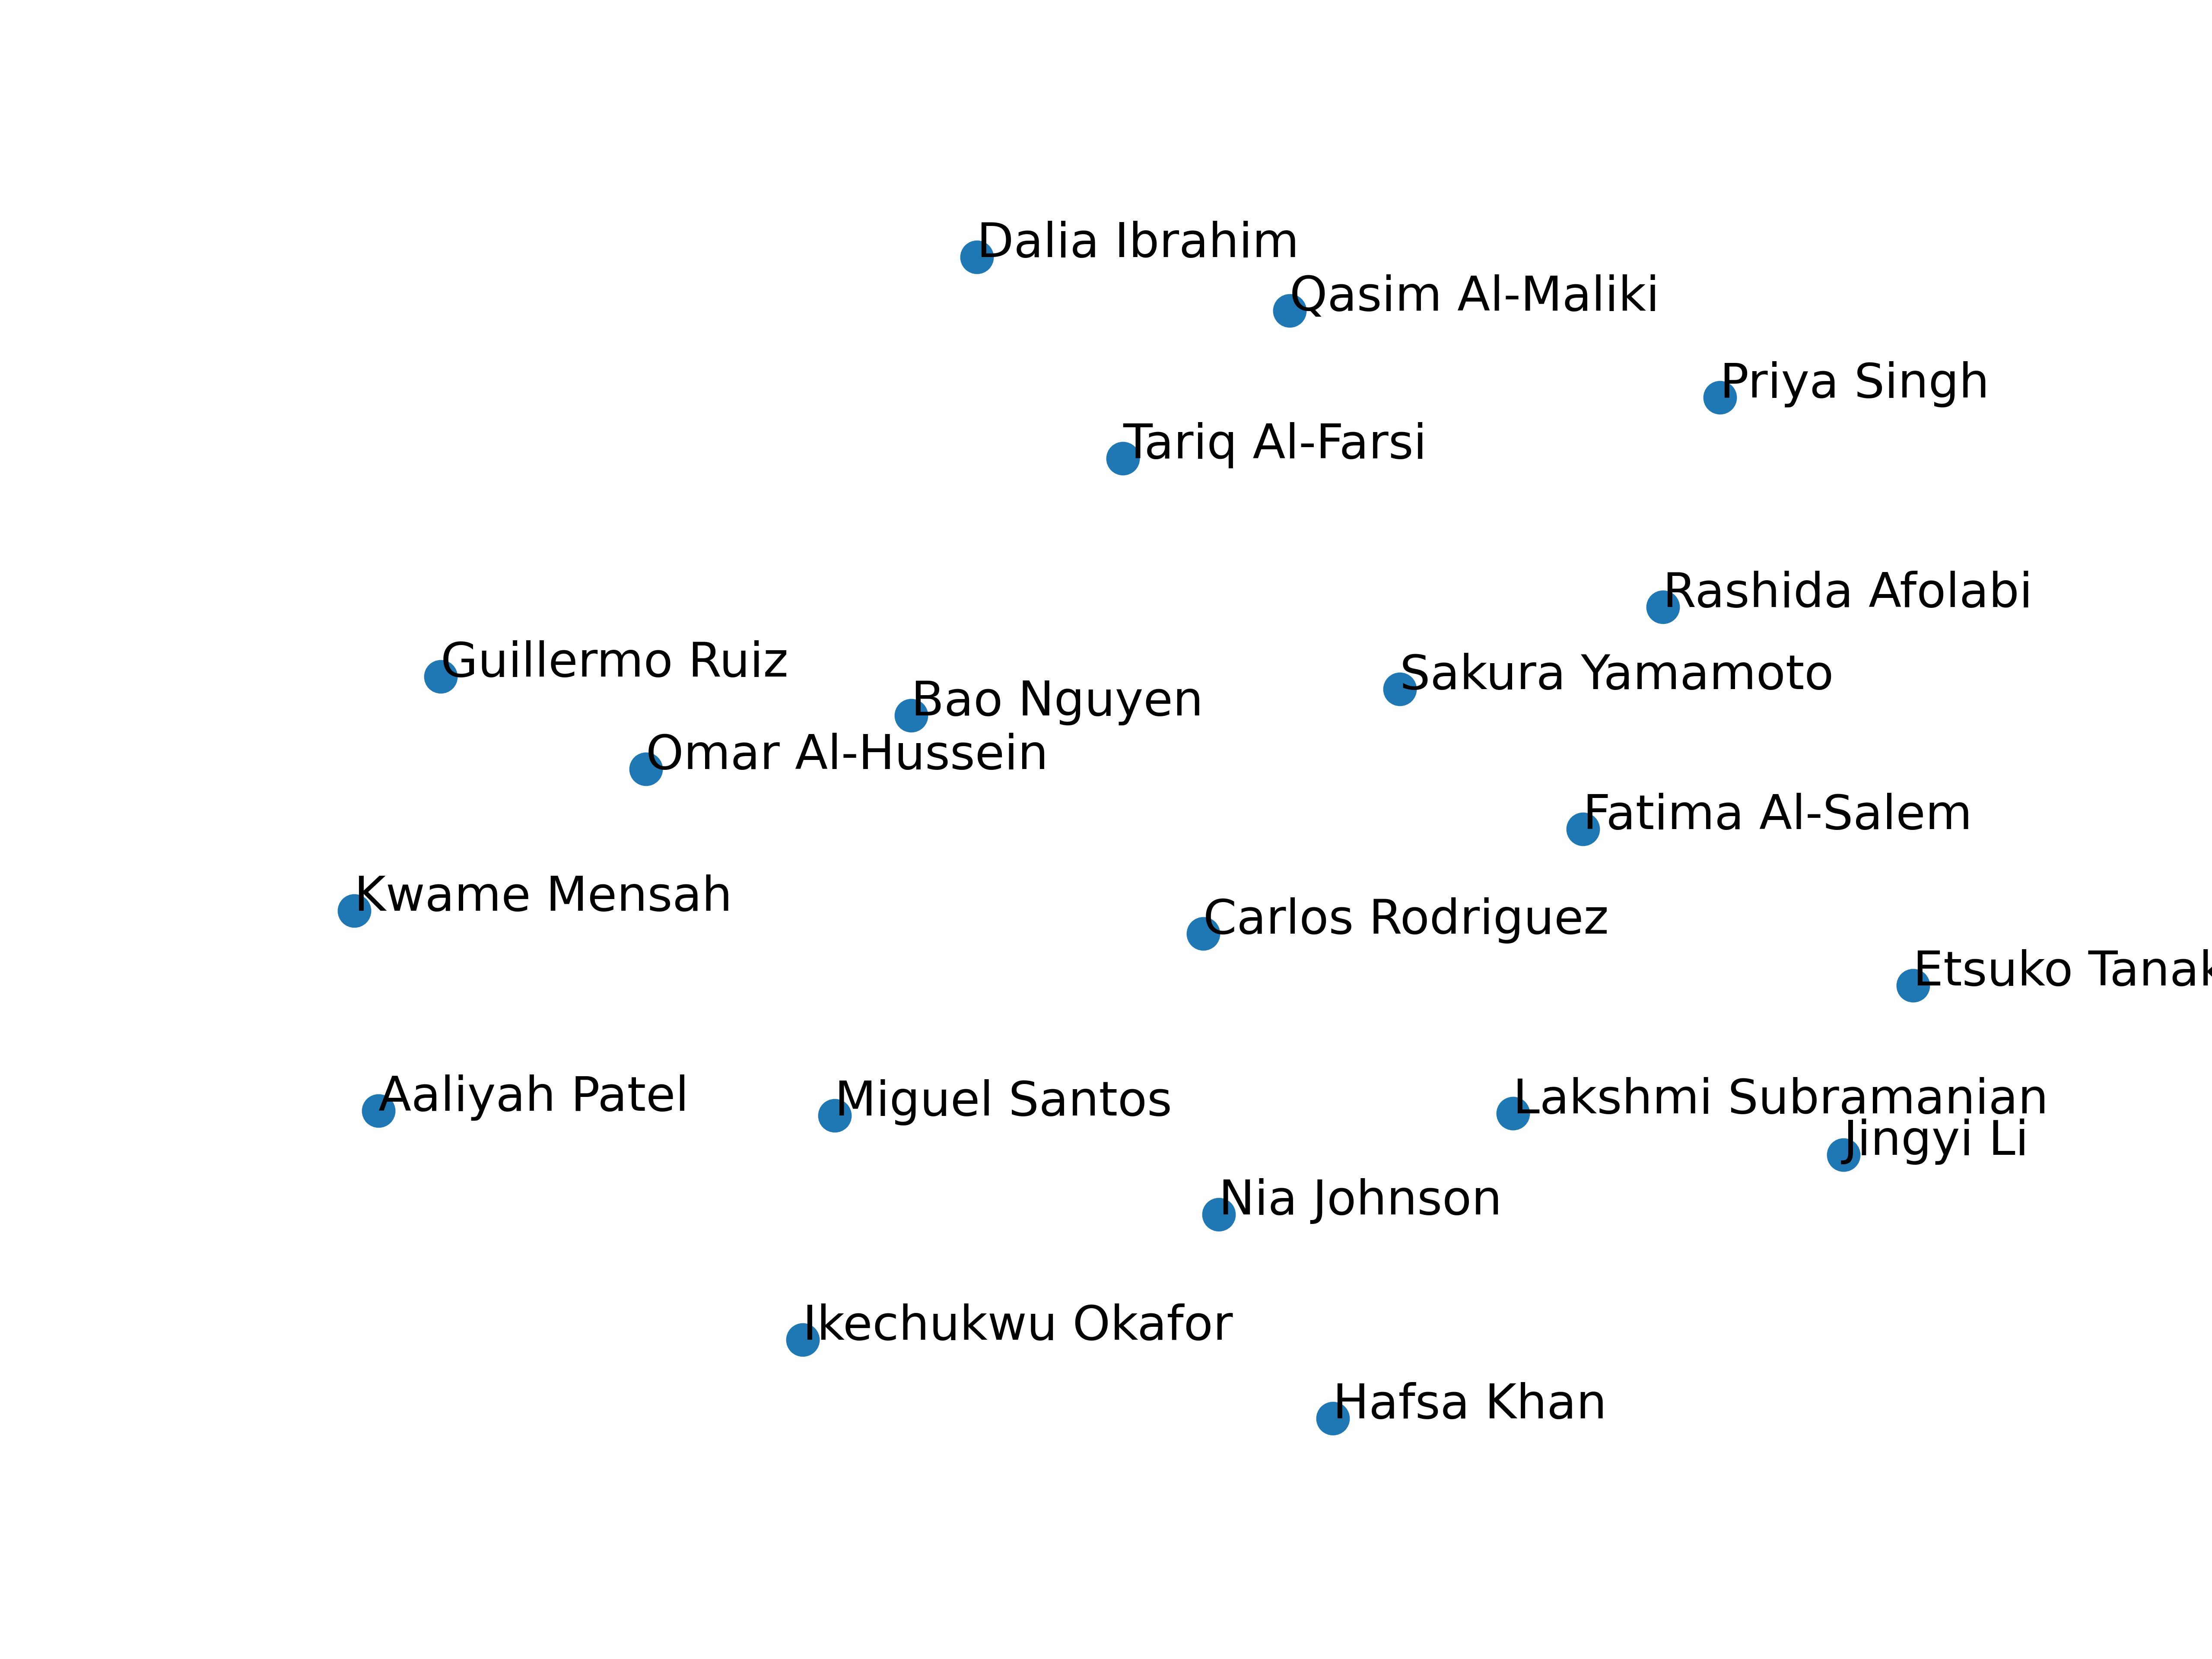 Dalia Ibrahim
Qasim Al-Maliki
Priya Singh
Tariq Al-Farsi
Rashida Afolabi
Guillermo Ruiz
Sakura Yamamoto
Bao Nguyen
Omar Al-Hussein
Fatima Al-Salem
Kwame Mensah
Carlos Rodriguez
Etsuko
Aaliyah Patel
Miguel Santos
Lakshmi Subramanian
Jingyi Li
Nia Johnson
Ikechukwu Okafor
Hafsa Khan